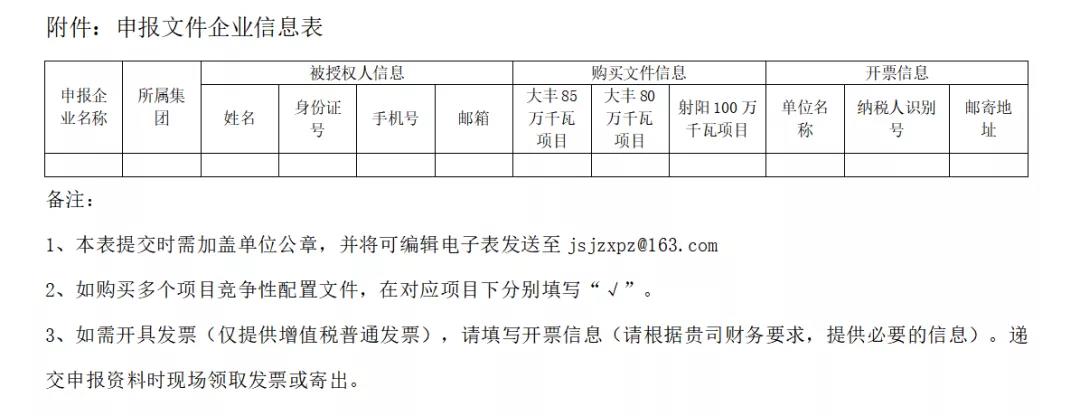 附件：申报文件企业信息表
申报企业名称 所属集团 被授权人信息 购买文件信息 开票信息
姓名 身份证号 手机号 邮箱 大丰85万千瓦项目 大丰80万千瓦项目 射阳100万千瓦项目 单位名称 纳税人识别号 邮寄地址
备注：
1、本表提交时需加盖单位公章，并将可编辑电子表发送至 jsjzxpz@163.com
2、如购买多个项目竞争性配置文件，在对应项目下分别填写“√”。
3、如需开具发票（仅提供增值税普通发票），请填写开票信息（请根据贵司财务要求，提供必要的信息）。递
交申报资料时现场领取发票或寄出。